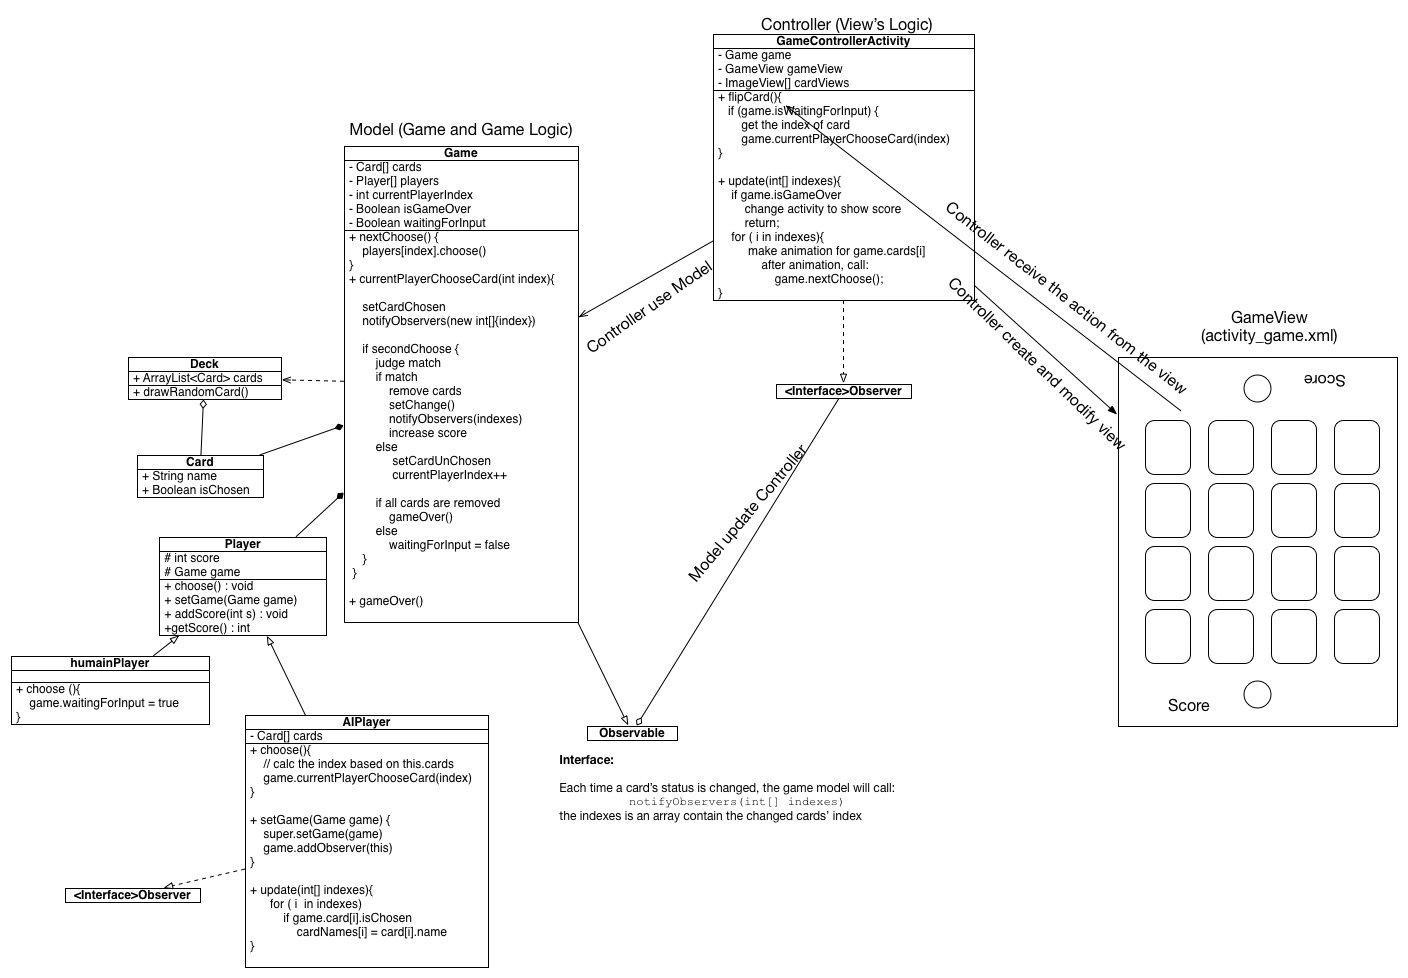 Controller (View's Logic)
GameControllerActivity
- Game game
- GameView gameView
- ImageView[] cardViews
+ flipCard(){
if (game.isWaitingForInput) {
get the index of card
game.currentPlayerChooseCard(index)
}
+ update(int[] indexes){
if game.isGameOver
change activity to show score
return;
for ( i in indexes){
make animation for game.cards[i]
after animation, call:
game.nextChoose();
}
Model (Game and Game Logic)
Game
- Card[] cards
- Player[] players
- int currentPlayerIndex
- Boolean isGameOver
- Boolean waitingForInput
+ nextChoose() {
players[index].choose()
}
+ currentPlayerChooseCard(int index){
setCardChosen
notifyObservers(new int[]{index})
if secondChoose {
judge match
if match
remove cards
setChange()
notifyObservers(indexes)
increase score
else
setCardUnChosen
currentPlayerIndex++
if all cards are removed
gameOver()
else
waitingForInput = false
}
}
+ gameOver()
Controller use Model
Controller receive the action from the view
Controller create and modify view
GameView
(activity_game.xml)
Score
Score
Deck
+ ArrayList<Card> cards
+ drawRandomCard()
Card
+ String name
+ Boolean isChosen
<Interface>Observer
Model update Controller
Player
# int score
# Game game
+ choose() : void
+ setGame(Game game)
+ addScore(int s) : void
+getScore() : int
humainPlayer
+ choose (){
game.waitingForInput = true
}
AIPlayer
- Card[] cards
+ choose(){
// calc the index based on this.cards
game.currentPlayerChooseCard(index)
}
+ setGame(Game game) {
super.setGame(game)
game.addObserver(this)
}
+ update(int[] indexes){
for ( i in indexes)
if game.card[i].isChosen
cardNames[i] = card[i].name
}
<Interface>Observer
Observable
Interface:
Each time a card's status is changed, the game model will call:
notifyObservers(int[] indexes)
the indexes is an array contain the changed cards' index